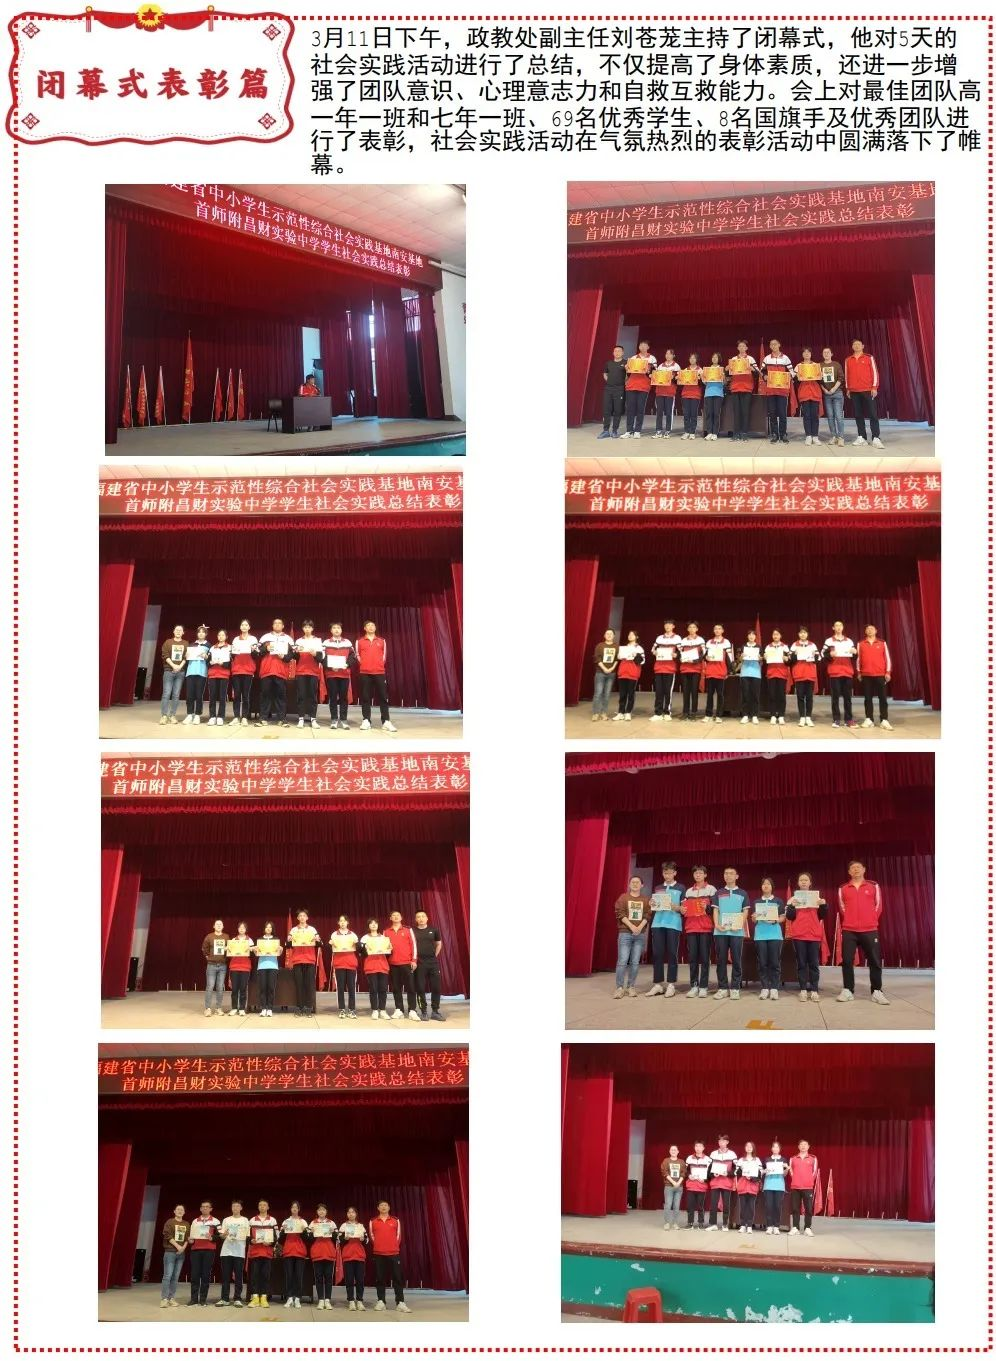 闭幕式表彰篇
3月11日下午，政教处副主任刘苍茏主持了闭幕式，他对5天的
社会实践活动进行了总结，不仅提高了身体素质，还进一步增
强了团队意识、心理意志力和自救互救能力。会上对最佳团队高
一年一班和七年一班、69名优秀学生、8名国旗手及优秀团队进
行了表彰，社会实践活动在气氛热烈的表彰活动中圆满落下了帷
幕。
建省中小学生示范性综合社会实践基地南安基地
首师附昌财实验中学学生社会实践总结表彰
建省中小学生示范性综合社会实践基地南安基地
首师附昌财实验中学学生社会实践总结表彰
福建省中小学生示范性综合社会实践基地南安基
首师附昌财实验中学学生社会实践总结表彰
福建省中小学生示范性综合社会实践基地南安基
首师附昌财实验中学学生社会实践总结表彰
建省中小学生示范性综合社会实践基地南安基
首师附昌财实验中学学生社会实践总结表彰
福建省中小学生示范性综合社会实践基地南安基
首师附昌财实验中学学生社会实践总结表彰